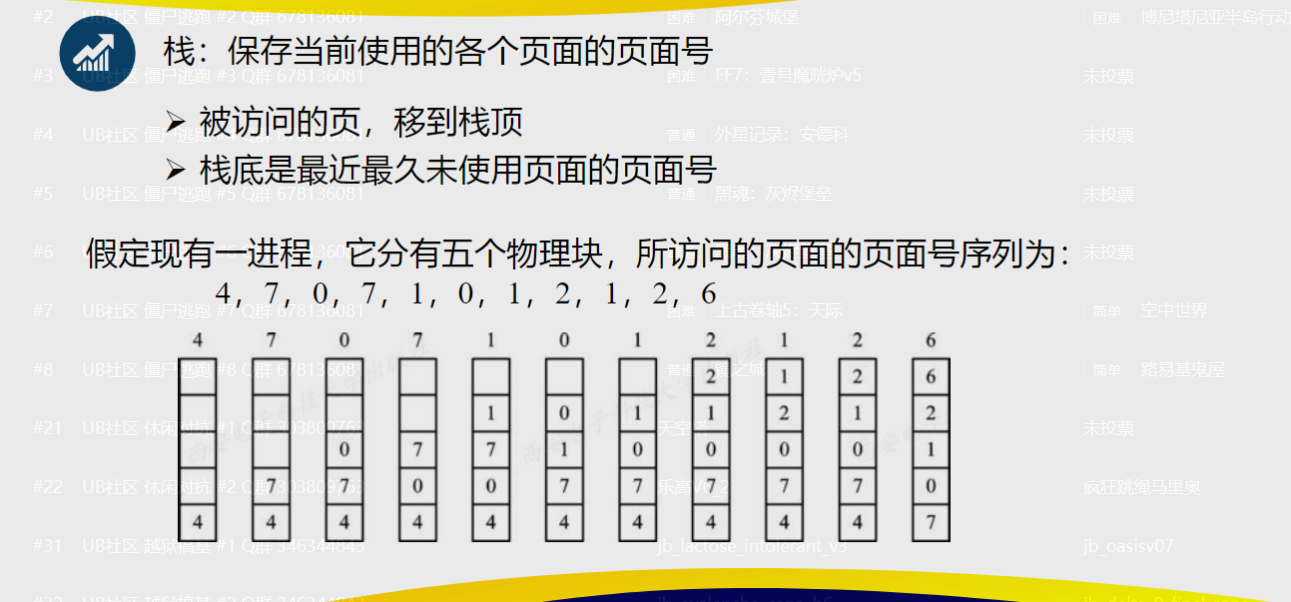 #2 UB社区 僵尸逃跑 #2 Q群 678136081 困难 阿尔芬城堡 困难 博尼塔尼亚半岛行动
栈：保存当前使用的各个页面的页面号
#3 UB社区 僵尸逃跑 #3 Q群 678136081 困难 FF7：壹号魔晄炉v5 未投票
➢ 被访问的页，移到栈顶
#4 UB社区 僵尸逃跑 #4 Q群 678136081 普通 外星记录：安德科 未投票
➢ 栈底是最近最久未使用页面的页面号
#5 UB社区 僵尸逃跑 #5 Q群 678136081 普通 黑魂：灰烬堡垒 未投票
假定现有一进程，它分有五个物理块，所访问的页面的页面号序列为：
#6 未投票
4，7，0，7，1，0，1，2，1，2，6
#7 UB社区 僵尸逃跑 #7 Q群 678136081 困难 上古卷轴5：天际 简单 空中世界
4 7 0 7 1 0 1 2 1 2 6
#8 UB社区 僵尸逃跑 #8 Q群 678136081 普通 之城 简单 路易基鬼屋
2 1 2 6
1 0 1 1 2 1 2
#21 UB社区 休闲对抗 #1 Q群 303809763 天空 未投票
0 7 7 1 0 0 0 0 1
7 7 0 0 7 7 7 7 7 0
#22 UB社区 休闲对抗 #2 Q群 303809763 乐高 疯狂跳绳马里奥
4 4 4 4 4 4 4 4 4 4 7
#31 UB社区 越狱搞基 #1 Q群 346344843 jb_lactose_intolerant_v3 jb_oasisv07